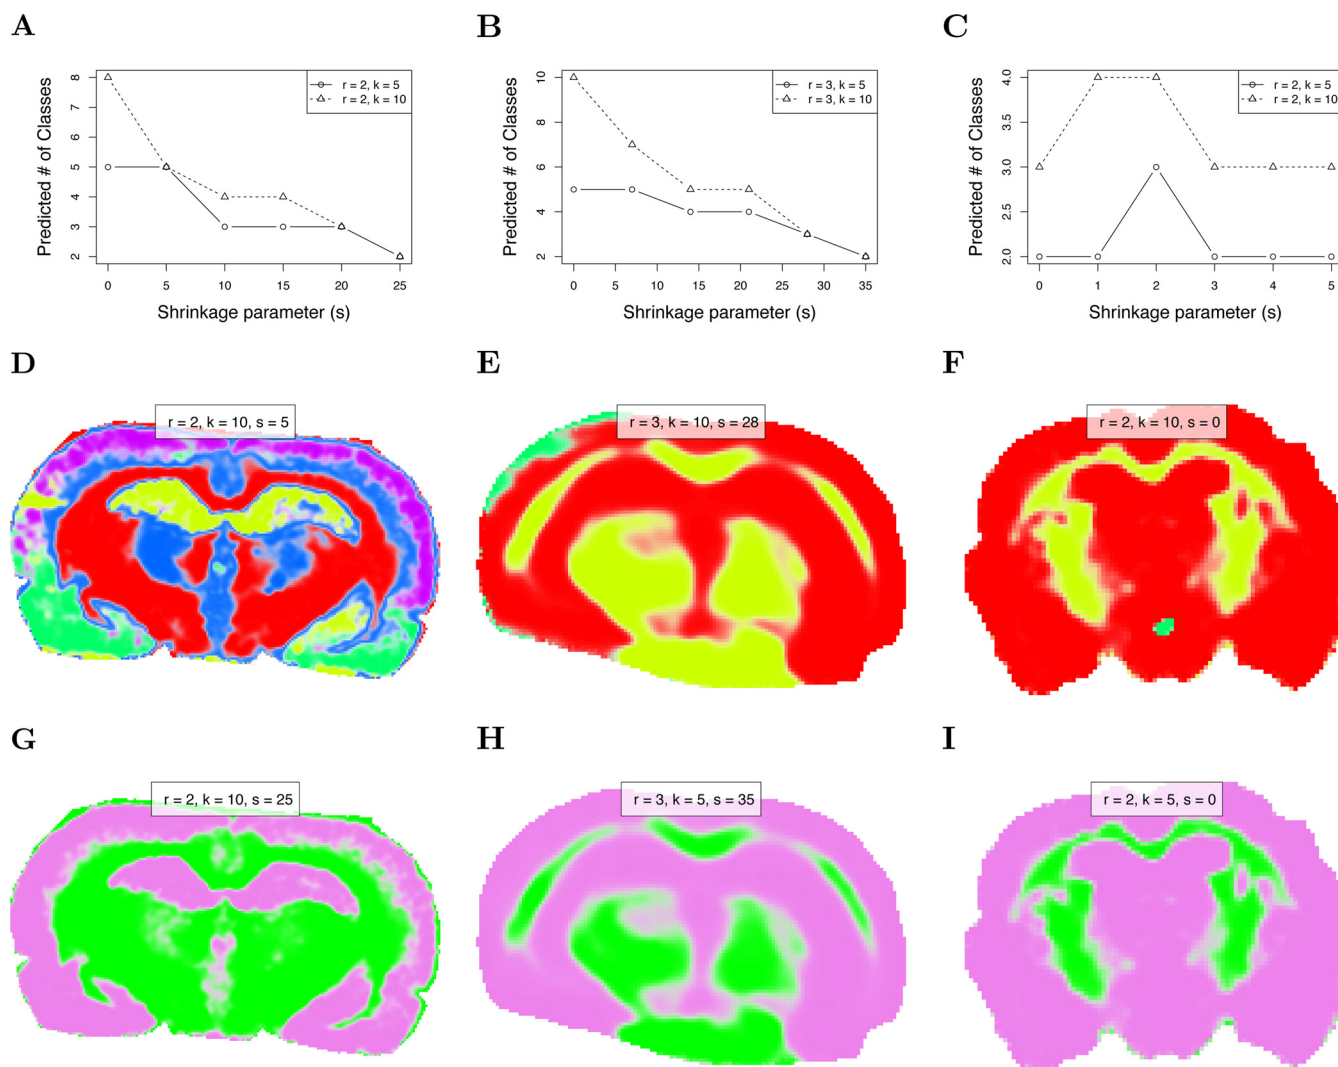 A
B
C
Predicted # of Classes
8
7
6
5
4
3
2
r = 2, k = 5
r = 2, k = 10
0 5 10 15 20 25
Shrinkage parameter (s)
Predicted # of Classes
10
8
6
4
2
r = 3, k = 5
r = 3, k = 10
0 5 10 15 20 25 30 35
Shrinkage parameter (s)
Predicted # of Classes
4.0
3.5
3.0
2.5
2.0
r = 2, k = 5
r = 2, k = 10
0 1 2 3 4 5
Shrinkage parameter (s)
D
E
F
r = 2, k = 10, s = 5
r = 3, k = 10, s = 28
r = 2, k = 10, s = 0
G
H
I
r = 2, k = 10, s = 25
r = 3, k = 5, s = 35
r = 2, k = 5, s = 0